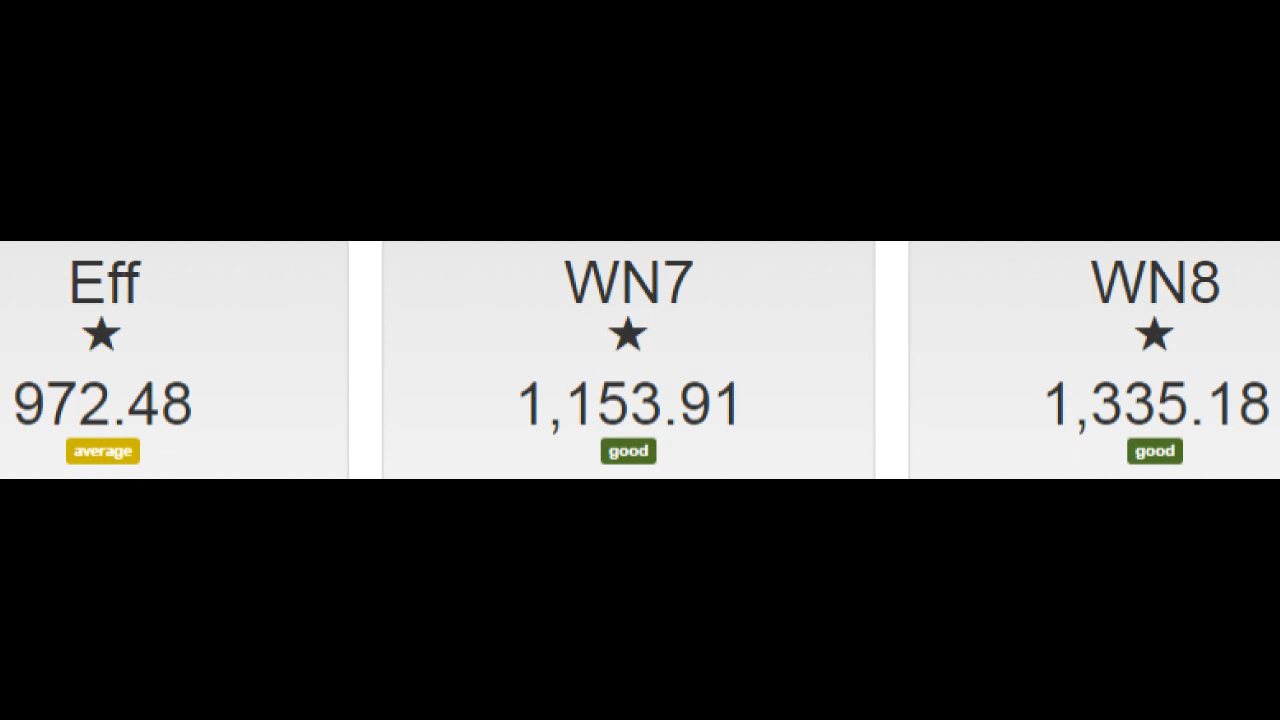 Eff
★
972.48
average
WN7
★
1,153.91
good
WN8
★
1,335.18
good